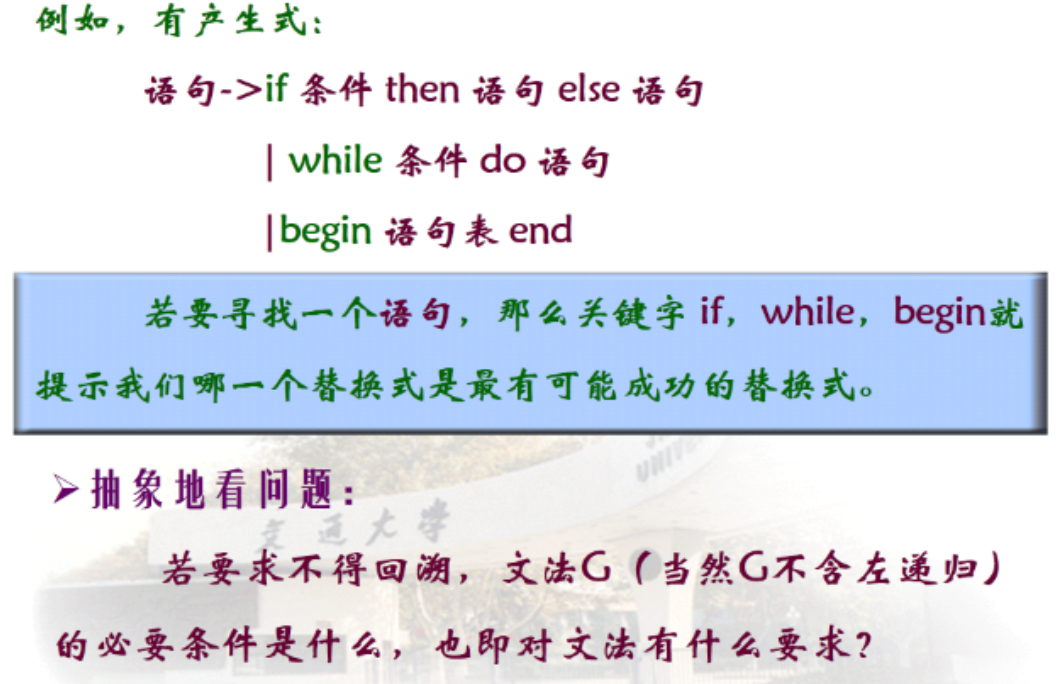 例如，有产生式：
语句->if 条件 then 语句 else 语句
| while 条件 do 语句
|begin 语句表 end
若要寻找一个语句，那么关键字 if，while，begin就
提示我们哪一个替换式是最有可能成功的替换式。
➢抽象地看问题：
交通大学
若要求不得回溯，文法G（当然G不含左递归）
的必要条件是什么，也即对文法有什么要求？